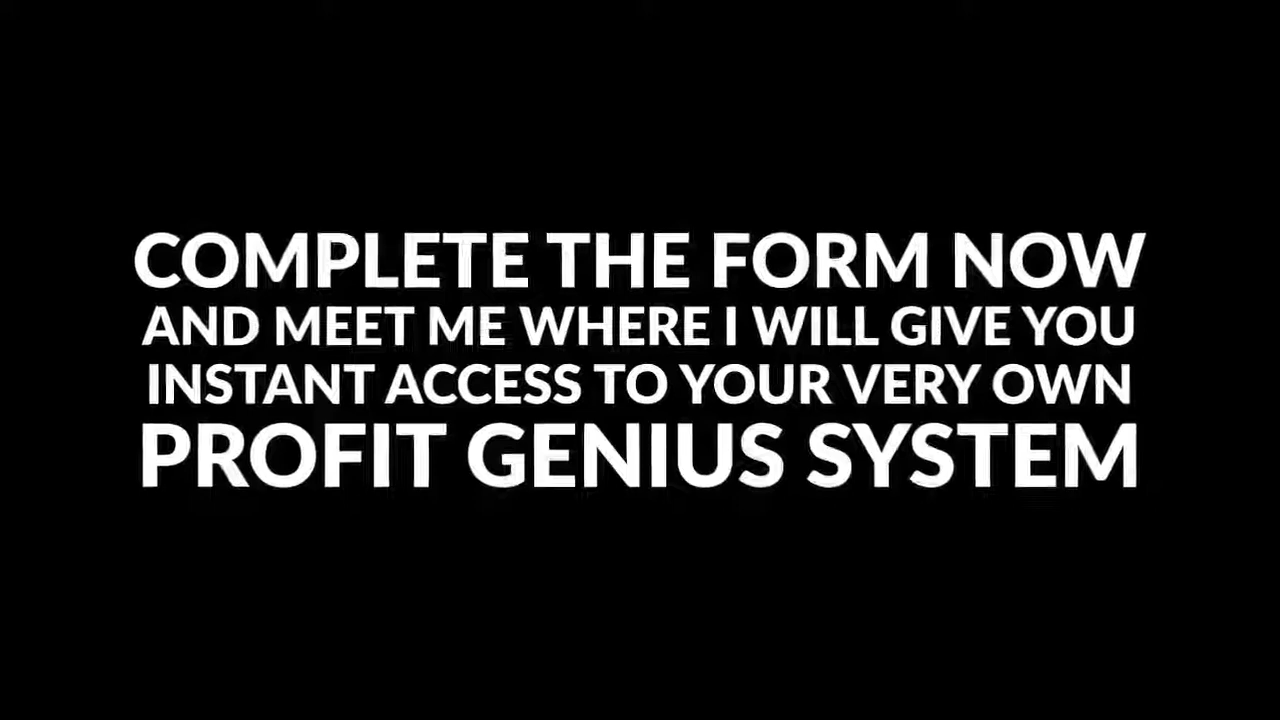 COMPLETE THE FORM NOW
AND MEET ME WHERE I WILL GIVE YOU
INSTANT ACCESS TO YOUR VERY OWN
PROFIT GENIUS SYSTEM